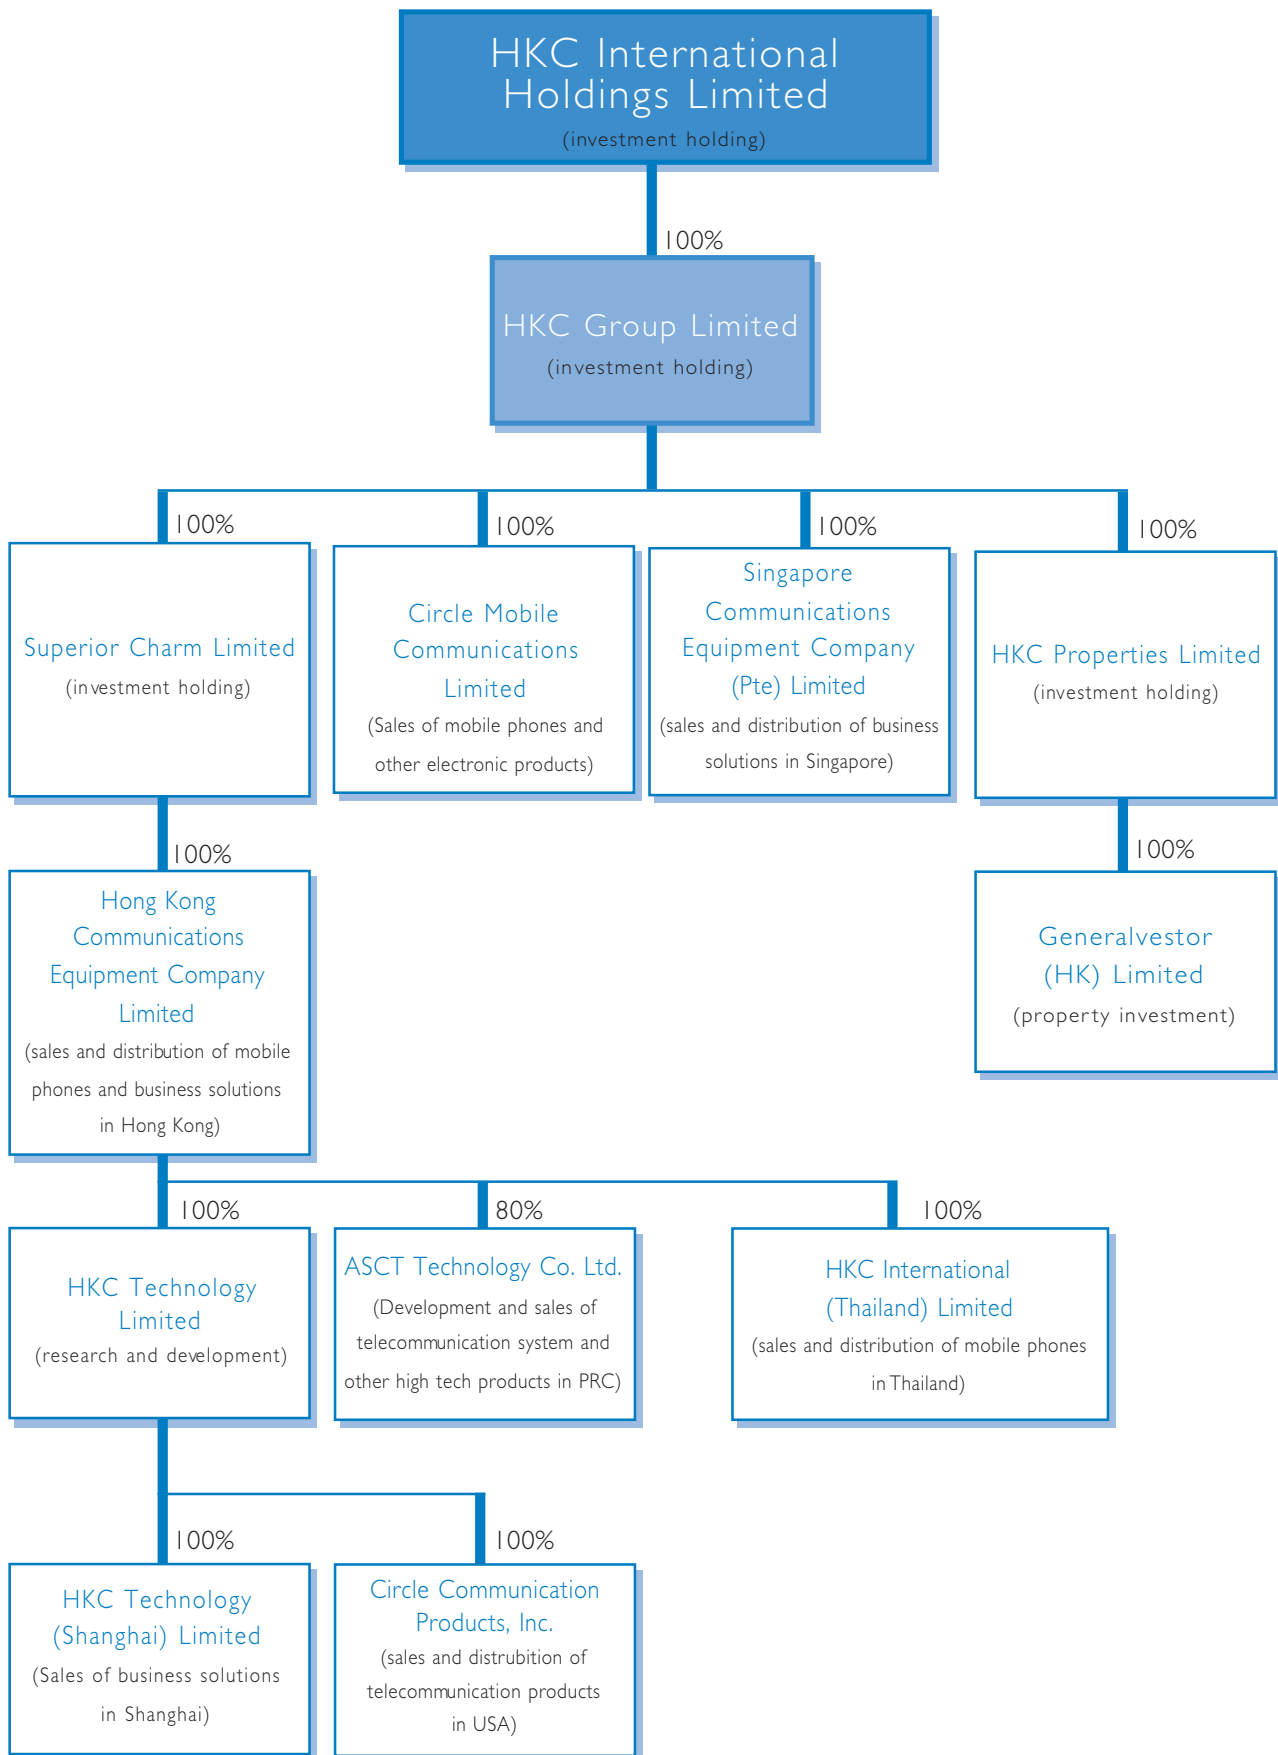 HKC International
Holdings Limited
(investment holding)
100%
HKC Group Limited
(investment holding)
100%
100%
100%
100%
Superior Charm Limited
(investment holding)
Circle Mobile
Communications
Limited
(Sales of mobile phones and
other electronic products)
Singapore
Communications
Equipment Company
(Pte) Limited
(sales and distribution of business
solutions in Singapore)
HKC Properties Limited
(investment holding)
100%
100%
Hong Kong
Communications
Equipment Company
Limited
(sales and distribution of mobile
phones and business solutions
in Hong Kong)
Generalvestor
(HK) Limited
(property investment)
100%
80%
100%
HKC Technology
Limited
(research and development)
ASCT Technology Co. Ltd.
(Development and sales of
telecommunication system and
other high tech products in PRC)
HKC International
(Thailand) Limited
(sales and distribution of mobile phones
in Thailand)
100%
100%
HKC Technology
(Shanghai) Limited
(Sales of business solutions
in Shanghai)
Circle Communication
Products, Inc.
(sales and distrubition of
telecommunication products
in USA)